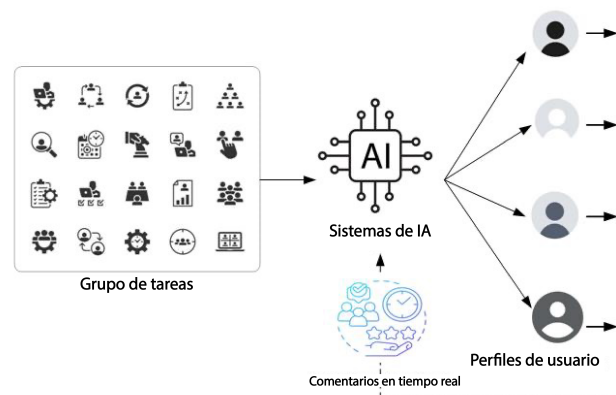 AI
Sistemas de IA
Grupo de tareas
Perfiles de usuario
Comentarios en tiempo real